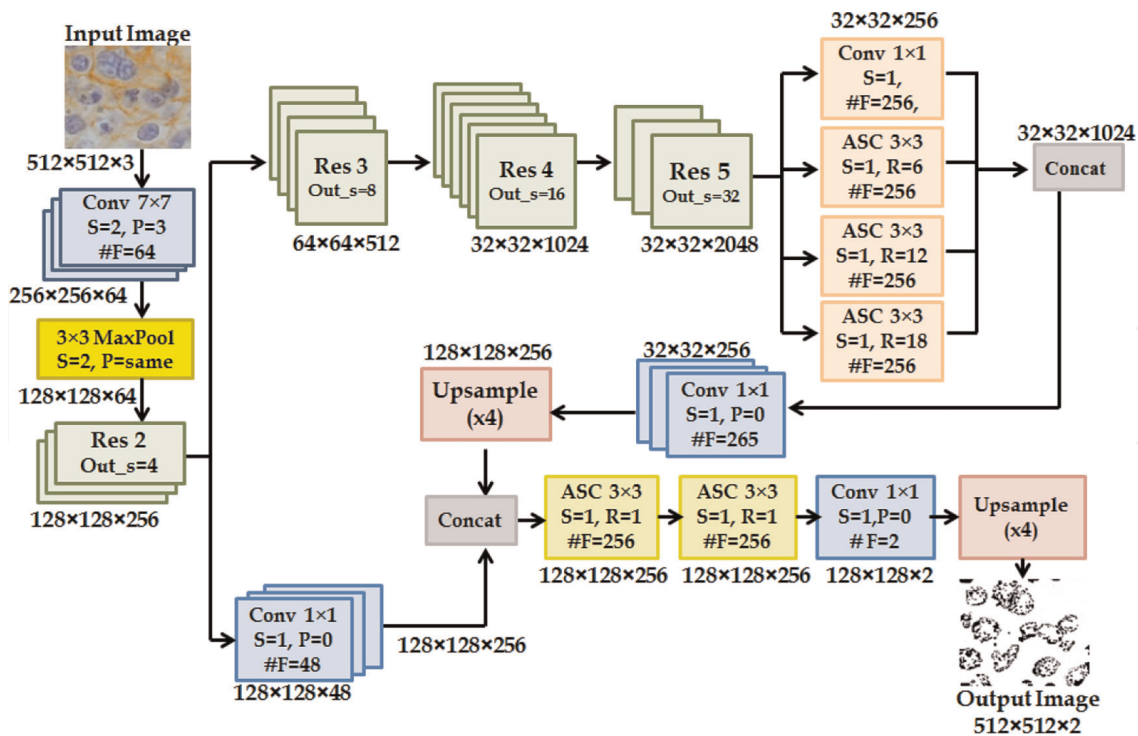 Input Image
512×512×3
Conv 7×7
S=2, P=3
#F=64
256×256×64
3×3 MaxPool
S=2, P=same
128×128×64
Res 2
Out_s=4
128×128×256
Res 3
Out_s=8
64×64×512
Res 4
Out_s=16
32×32×1024
Res 5
Out_s=32
32×32×2048
32×32×256
Conv 1×1
S=1,
#F=256,
ASC 3×3
S=1, R=6
#F=256
ASC 3×3
S=1, R=12
#F=256
ASC 3×3
S=1, R=18
#F=256
32×32×1024
Concat
32×32×256
Conv 1×1
S=1, P=0
#F=265
128×128×256
Upsample
(x4)
Conv 1×1
S=1, P=0
#F=48
128×128×48
128×128×256
Concat
ASC 3×3
S=1, R=1
#F=256
128×128×256
ASC 3×3
S=1, R=1
#F=256
128×128×256
Conv 1×1
S=1,P=0
# F=2
128×128×2
Upsample
(x4)
Output Image
512×512×2